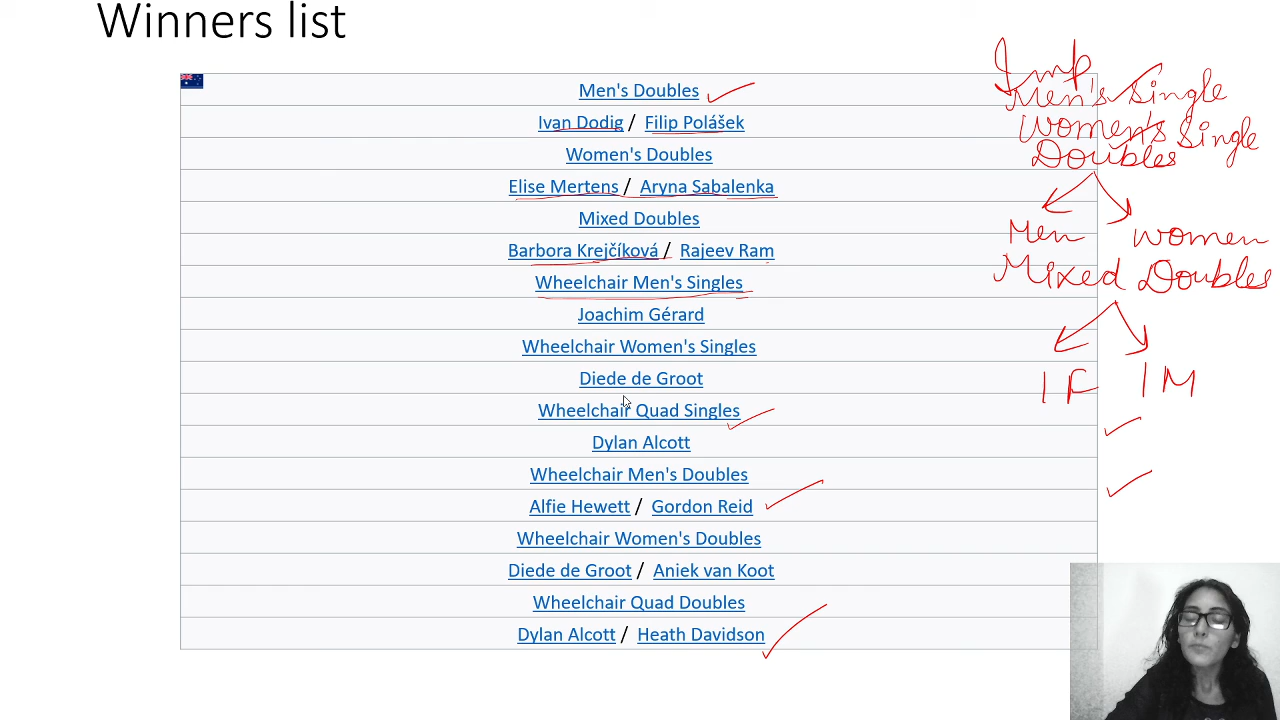 Winners list
Men's Doubles
Ivan Dodig / Filip Polášek
Women's Doubles
Elise Mertens / Aryna Sabalenka
Mixed Doubles
Barbora Krejčíková / Rajeev Ram
Wheelchair Men's Singles
Joachim Gérard
Wheelchair Women's Singles
Diede de Groot
Wheelchair Quad Singles
Dylan Alcott
Wheelchair Men's Doubles
Alfie Hewett / Gordon Reid
Wheelchair Women's Doubles
Diede de Groot / Aniek van Koot
Wheelchair Quad Doubles
Dylan Alcott / Heath Davidson
Imp
Men's Single
Women's Single
Doubles
Men Women
Mixed Doubles
1F 1M